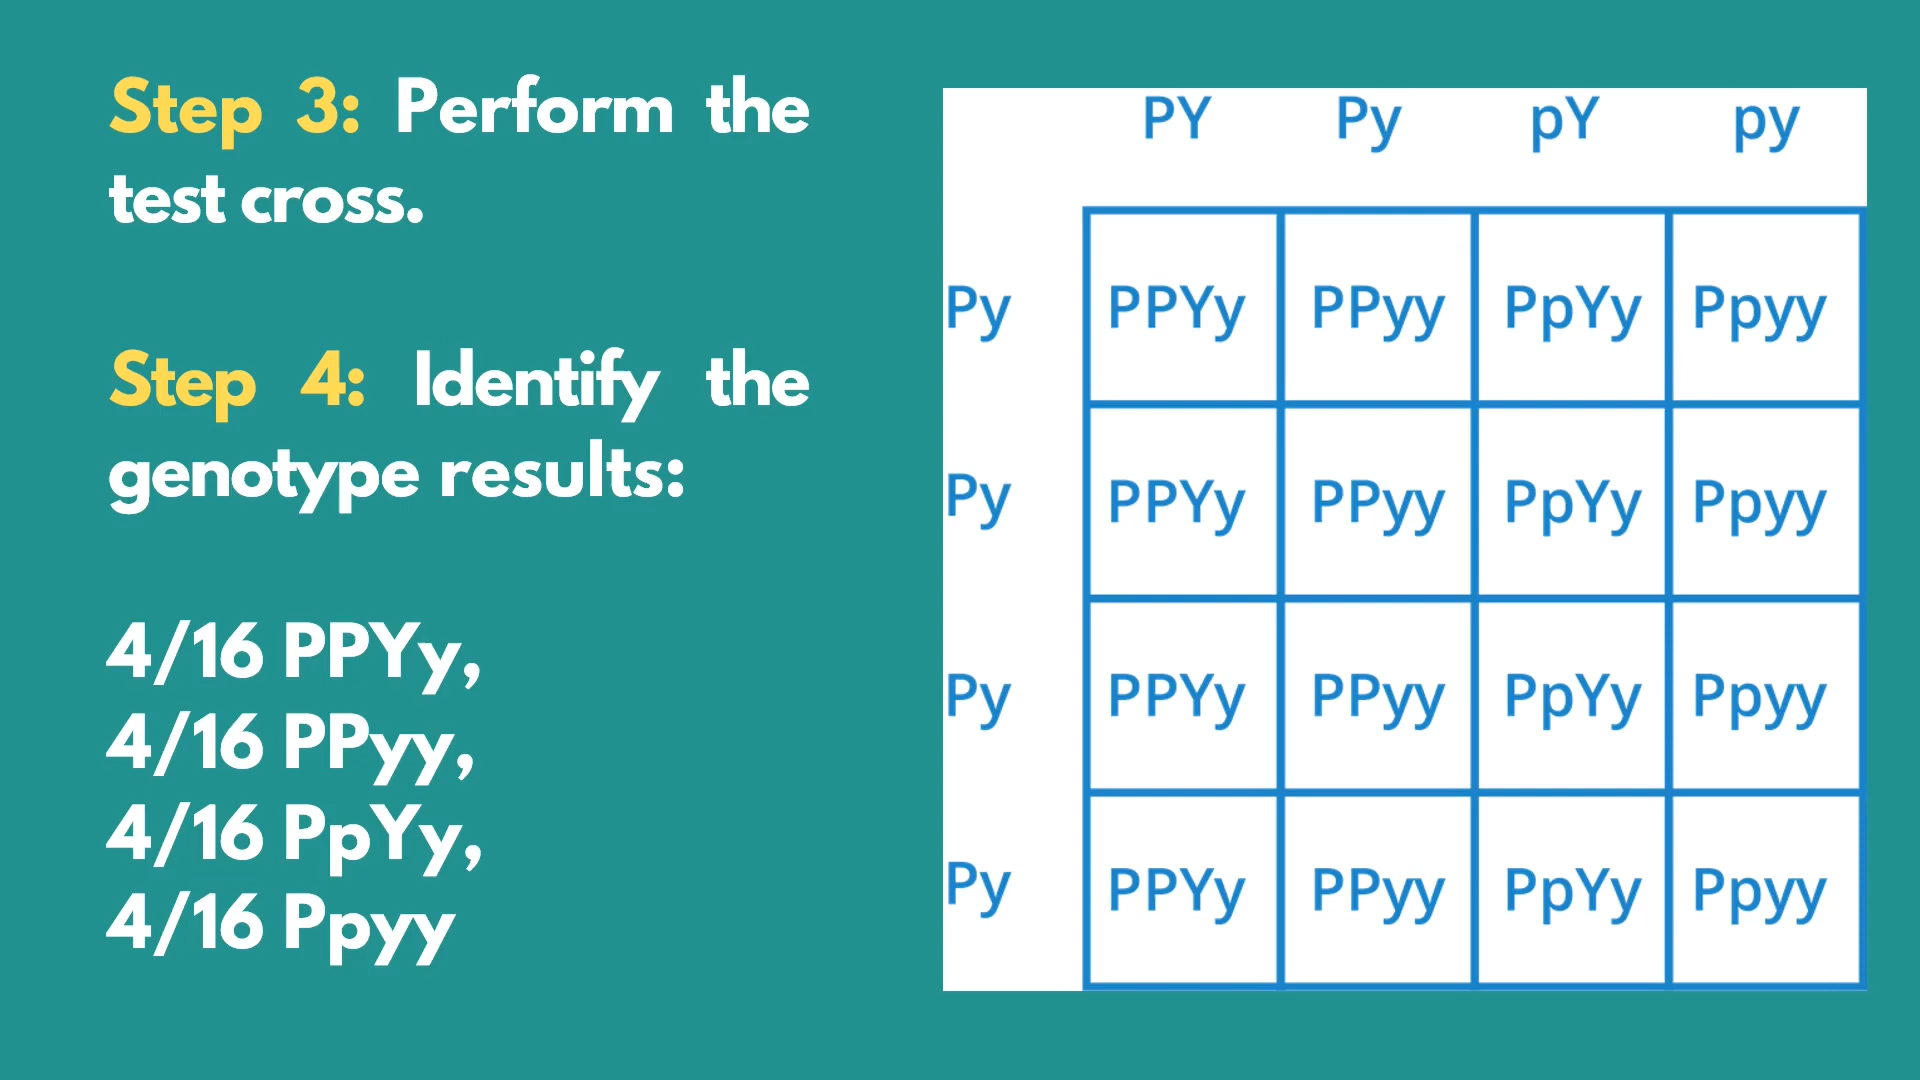 Step 3: Perform the
test cross.
Step 4: Identify the
genotype results:
4/16 PPYy,
4/16 PPyy,
4/16 PpYy,
4/16 Ppyy
PY Py pY py
Py PPYy PPyy PpYy Ppyy
Py PPYy PPyy PpYy Ppyy
Py PPYy PPyy PpYy Ppyy
Py PPYy PPyy PpYy Ppyy